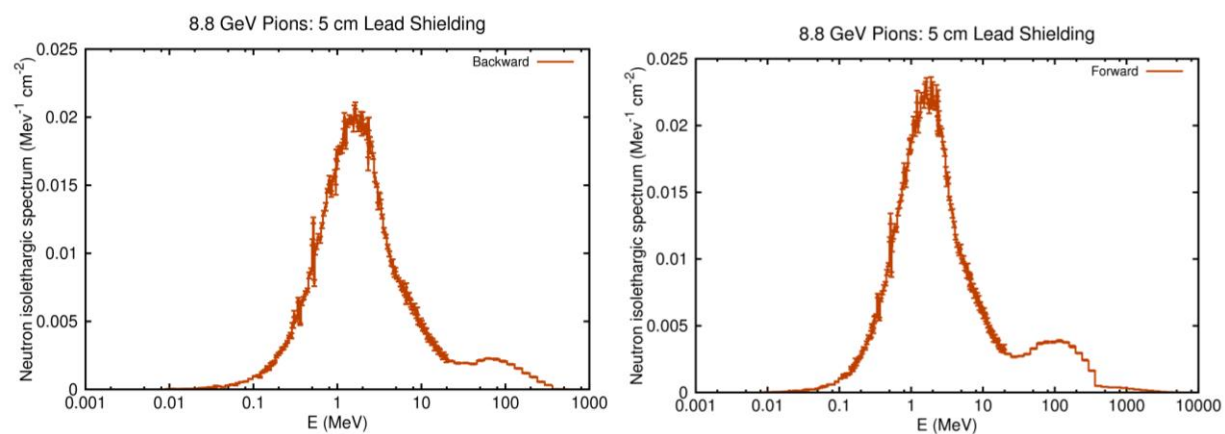 8.8 GeV Pions: 5 cm Lead Shielding
Neutron isolethargic spectrum (Mev⁻¹ cm⁻²)
0.025
0.02
0.015
0.01
0.005
0
Backward
0.001 0.01 0.1 1 10 100 1000
E (MeV)
8.8 GeV Pions: 5 cm Lead Shielding
Neutron isolethargic spectrum (Mev⁻¹ cm⁻²)
0.025
0.02
0.015
0.01
0.005
0
Forward
0.001 0.01 0.1 1 10 100 1000 10000
E (MeV)